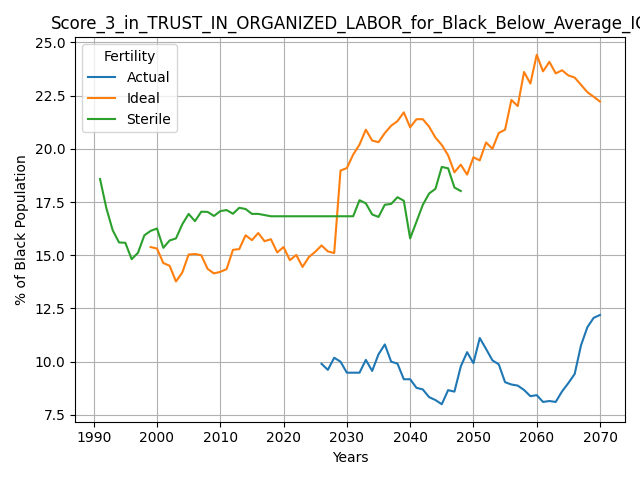 Score_3_in_TRUST_IN_ORGANIZED_LABOR_for_Black_Below_Average_IQ
25.0
22.5
20.0
17.5
15.0
12.5
10.0
7.5
% of Black Population
Fertility
Actual
Ideal
Sterile
1990 2000 2010 2020 2030 2040 2050 2060 2070
Years